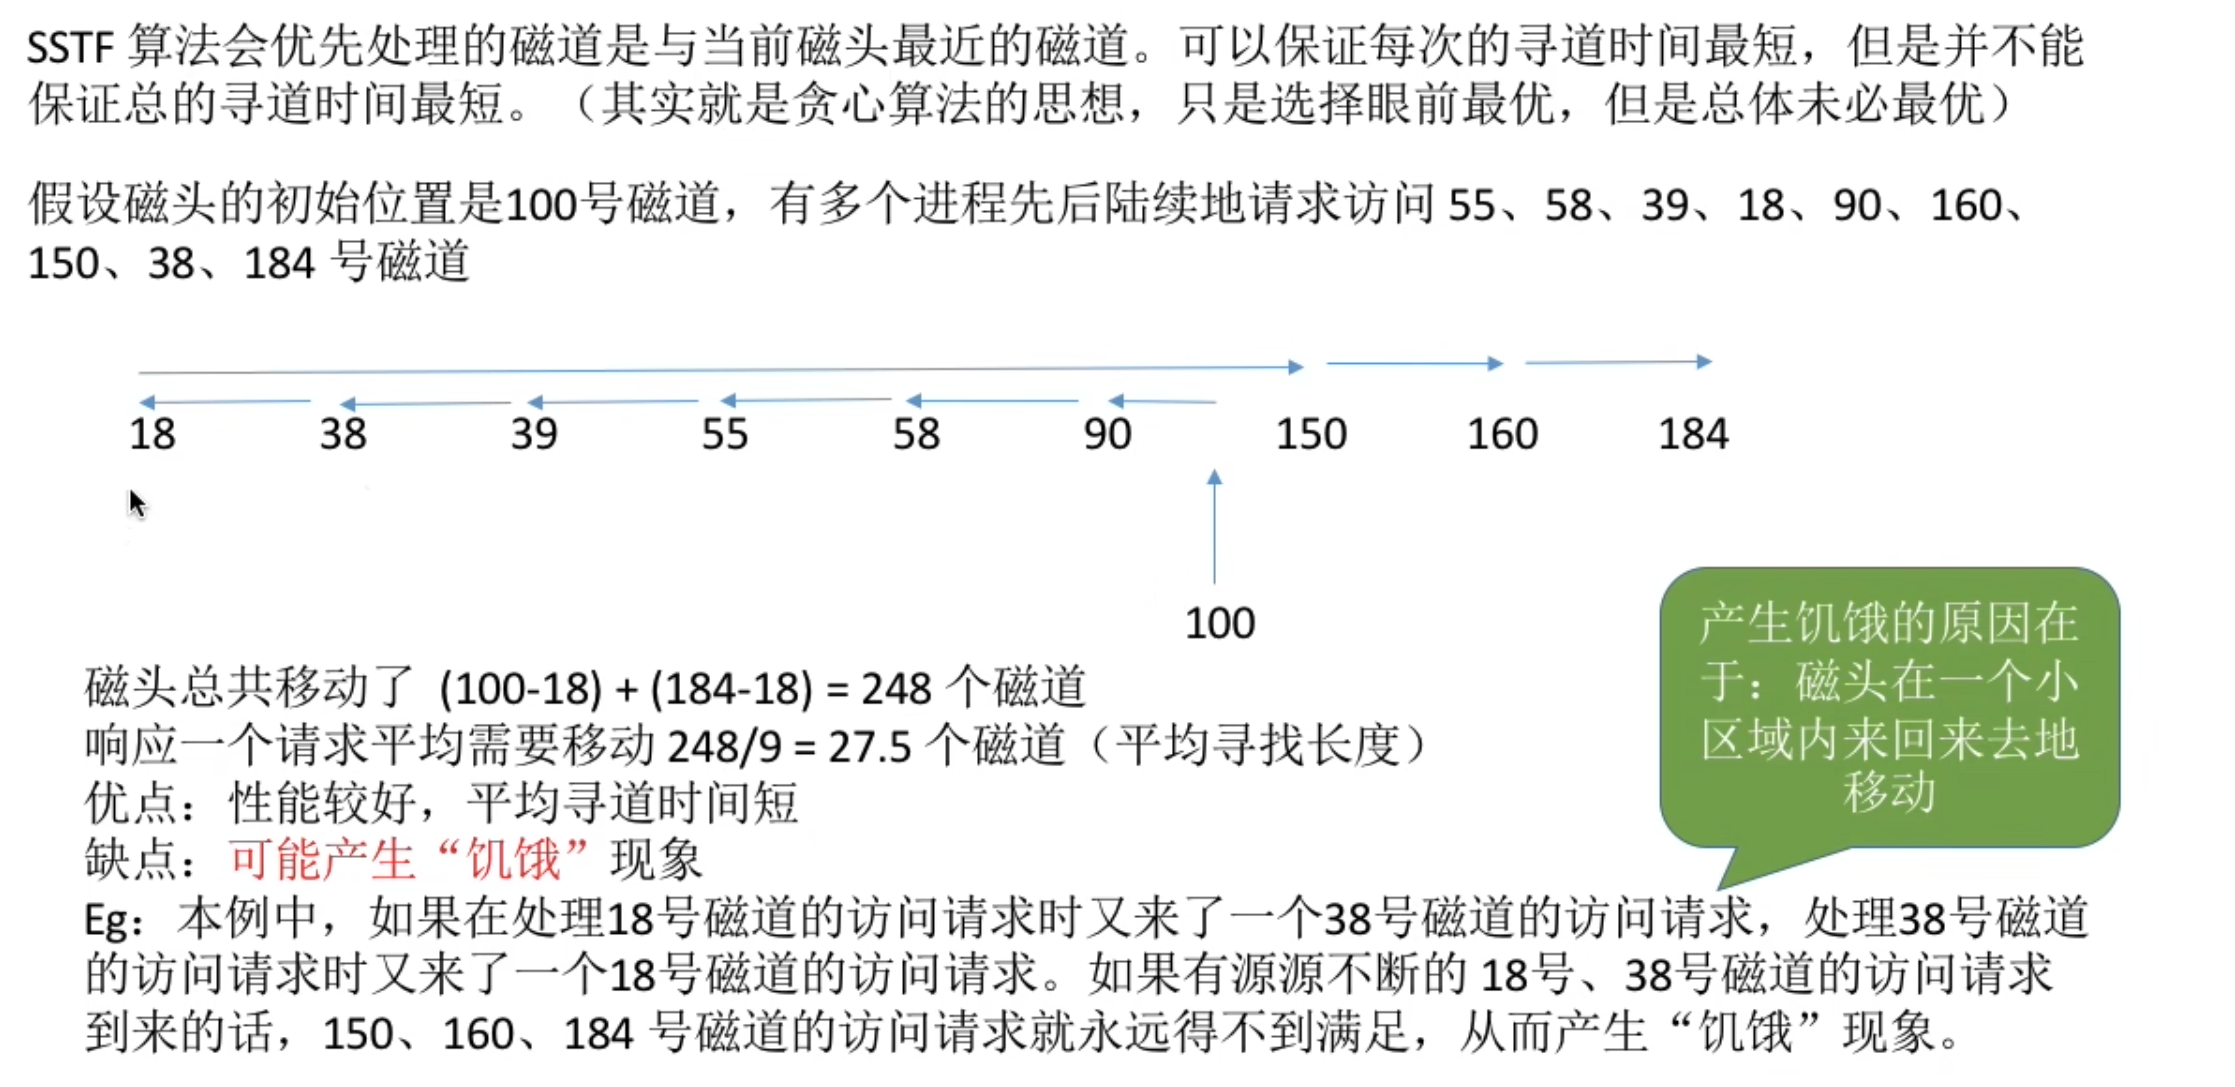 SSTF 算法会优先处理的磁道是与当前磁头最近的磁道。可以保证每次的寻道时间最短，但是并不能
保证总的寻道时间最短。（其实就是贪心算法的思想，只是选择眼前最优，但是总体未必最优）
假设磁头的初始位置是100号磁道，有多个进程先后陆续地请求访问 55、58、39、18、90、160、
150、38、184 号磁道
18 38 39 55 58 90 150 160 184
100
产生饥饿的原因在
于：磁头在一个小
区域内来回来去地
移动
磁头总共移动了 (100-18) + (184-18) = 248 个磁道
响应一个请求平均需要移动 248/9 = 27.5 个磁道（平均寻找长度）
优点：性能较好，平均寻道时间短
缺点：可能产生“饥饿”现象
Eg：本例中，如果在处理18号磁道的访问请求时又来了一个38号磁道的访问请求，处理38号磁道
的访问请求时又来了一个18号磁道的访问请求。如果有源源不断的 18号、38号磁道的访问请求
到来的话，150、160、184 号磁道的访问请求就永远得不到满足，从而产生“饥饿”现象。